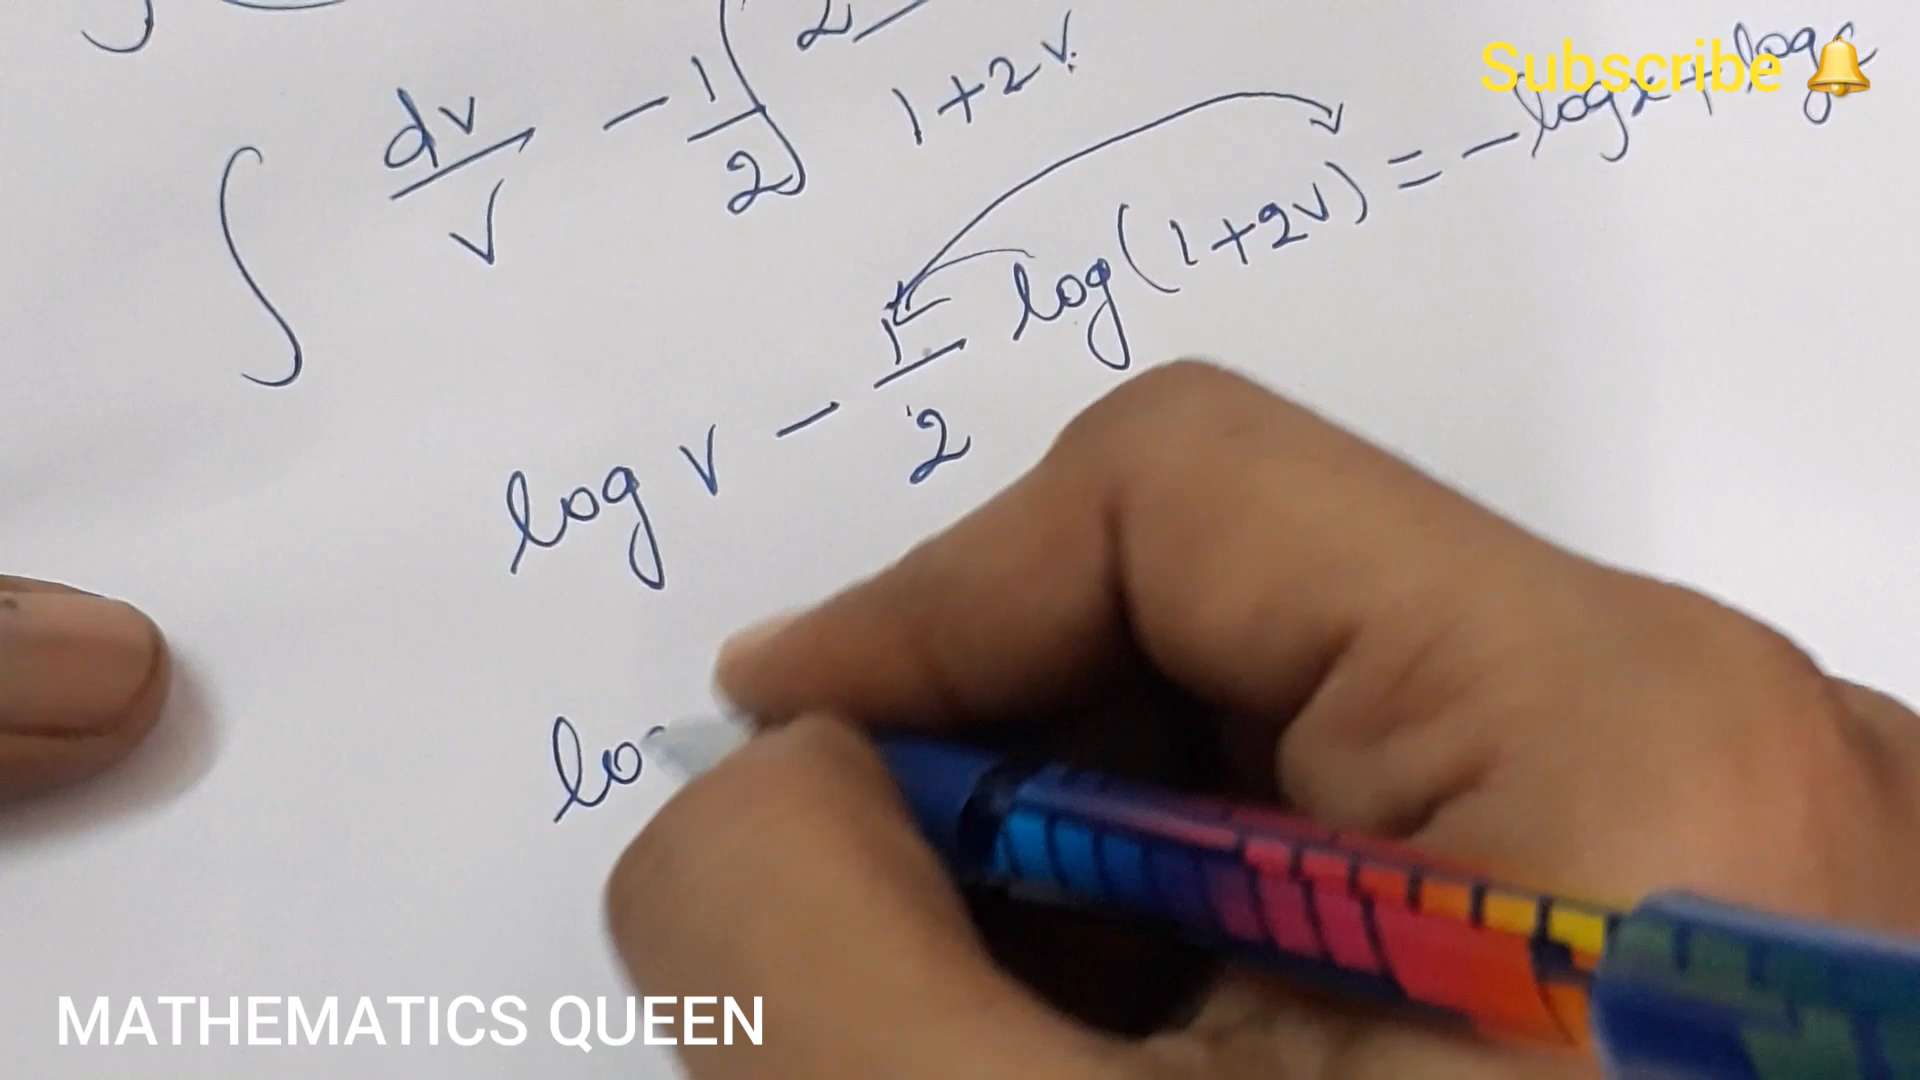 Subscribe 🔔
∫ dv/v - 1/2 ∫ 2/(1+2v)
log v - 1/2 log(1+2v) = -log x + log c
lo
MATHEMATICS QUEEN